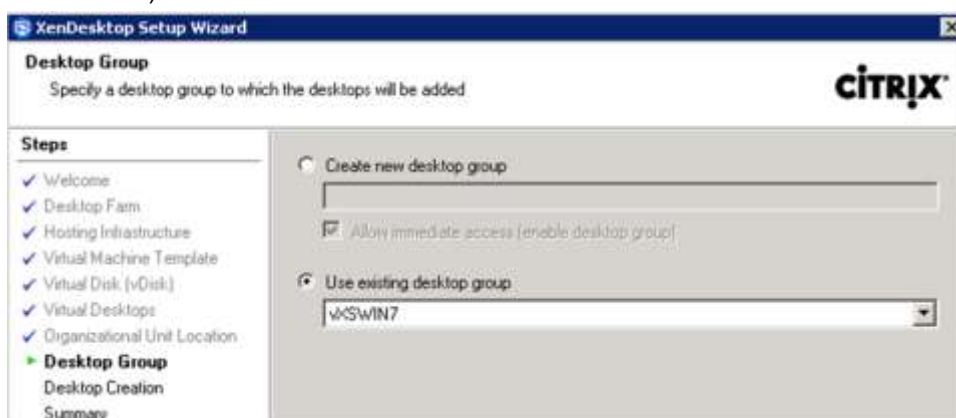 XenDesktop Setup Wizard
Desktop Group
Specify a desktop group to which the desktops will be added
CİTRIX
Steps
Welcome
Desktop Farm
Hosting Infrastructure
Virtual Machine Template
Virtual Disk (vDisk)
Virtual Desktops
Organizational Unit Location
Desktop Group
Desktop Creation
Summary
Create new desktop group
Allow immediate access (enable desktop group)
Use existing desktop group